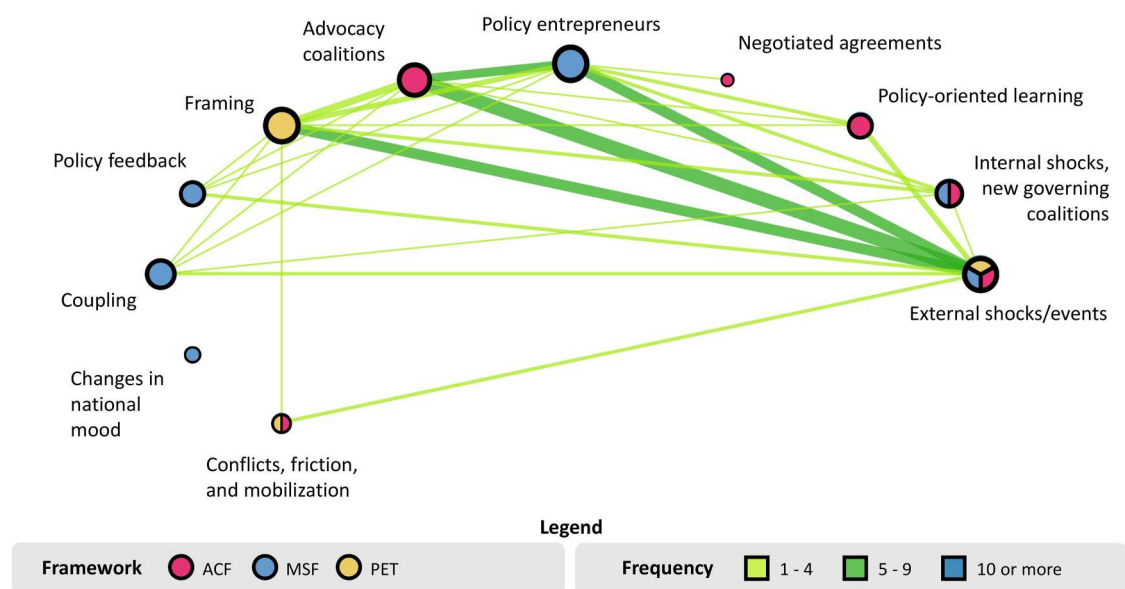 Policy entrepreneurs
Advocacy
coalitions
Negotiated agreements
Framing
Policy-oriented learning
Policy feedback
Internal shocks,
new governing
coalitions
Coupling
External shocks/events
Changes in
national
mood
Conflicts, friction,
and mobilization
Legend
Framework ACF MSF PET
Frequency 1 - 4 5 - 9 10 or more